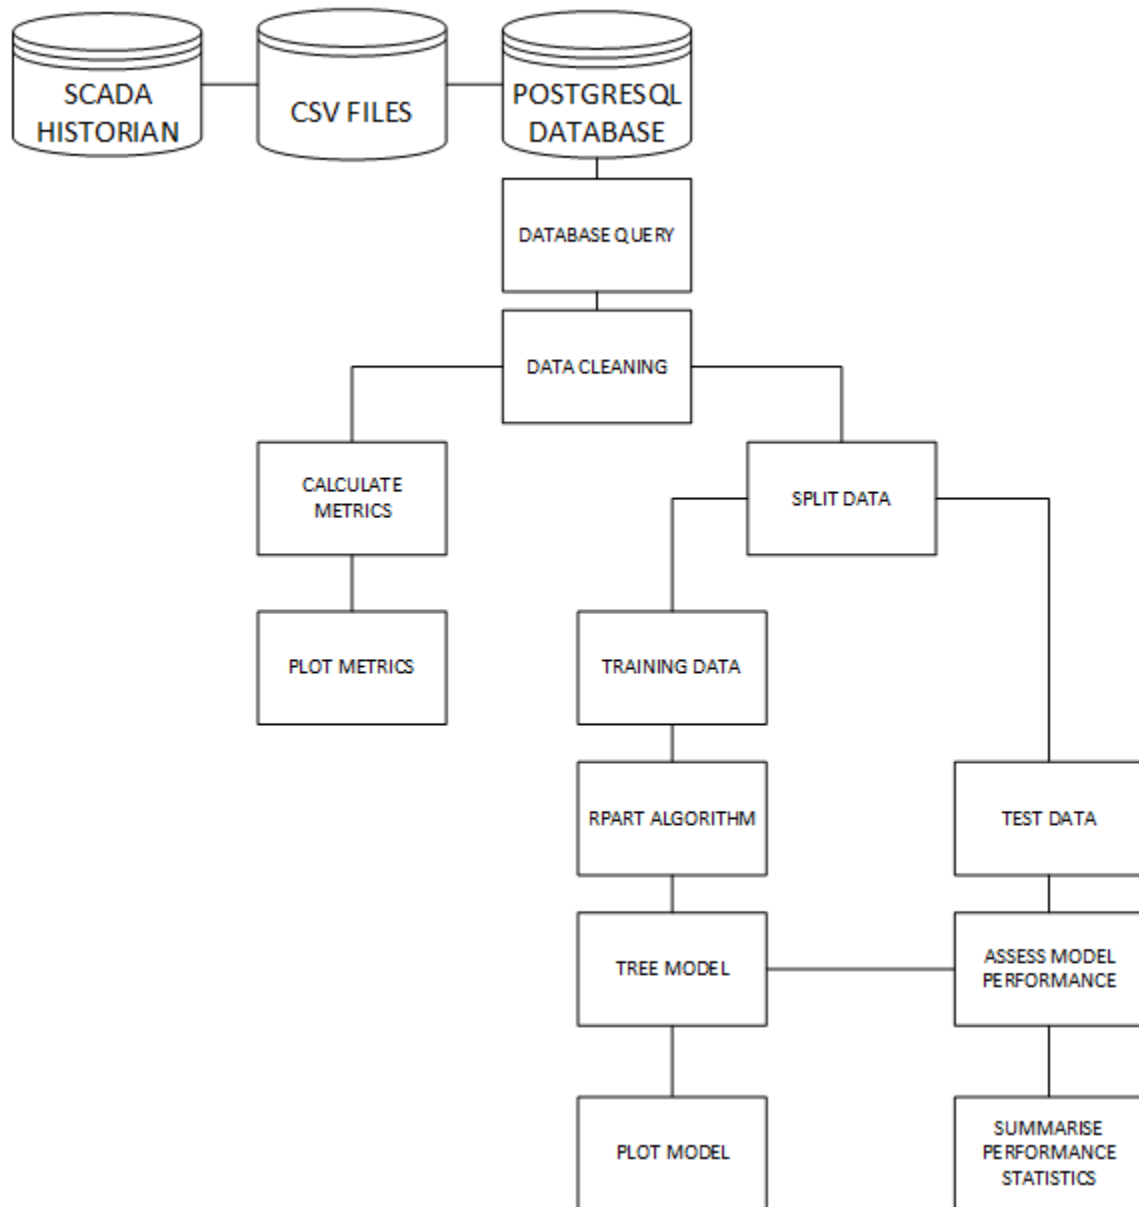 SCADA
HISTORIAN
CSV FILES
POSTGRESQL
DATABASE
DATABASE QUERY
DATA CLEANING
CALCULATE
METRICS
SPLIT DATA
PLOT METRICS
TRAINING DATA
RPART ALGORITHM
TEST DATA
TREE MODEL
ASSESS MODEL
PERFORMANCE
PLOT MODEL
SUMMARISE
PERFORMANCE
STATISTICS